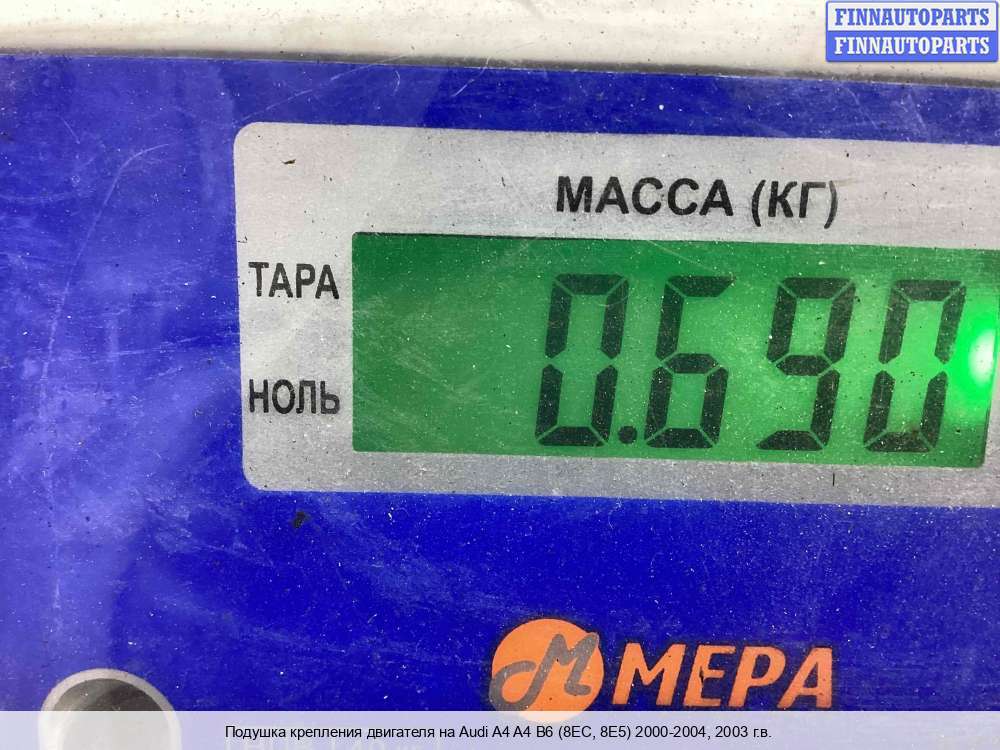 FINNAUTOPARTS
FINNAUTOPARTS
МАССА (КГ)
ТАРА
0.690
НОЛЬ
МЕРА
Подушка крепления двигателя на Audi A4 A4 B6 (8EC, 8E5) 2000-2004, 2003 г.в.